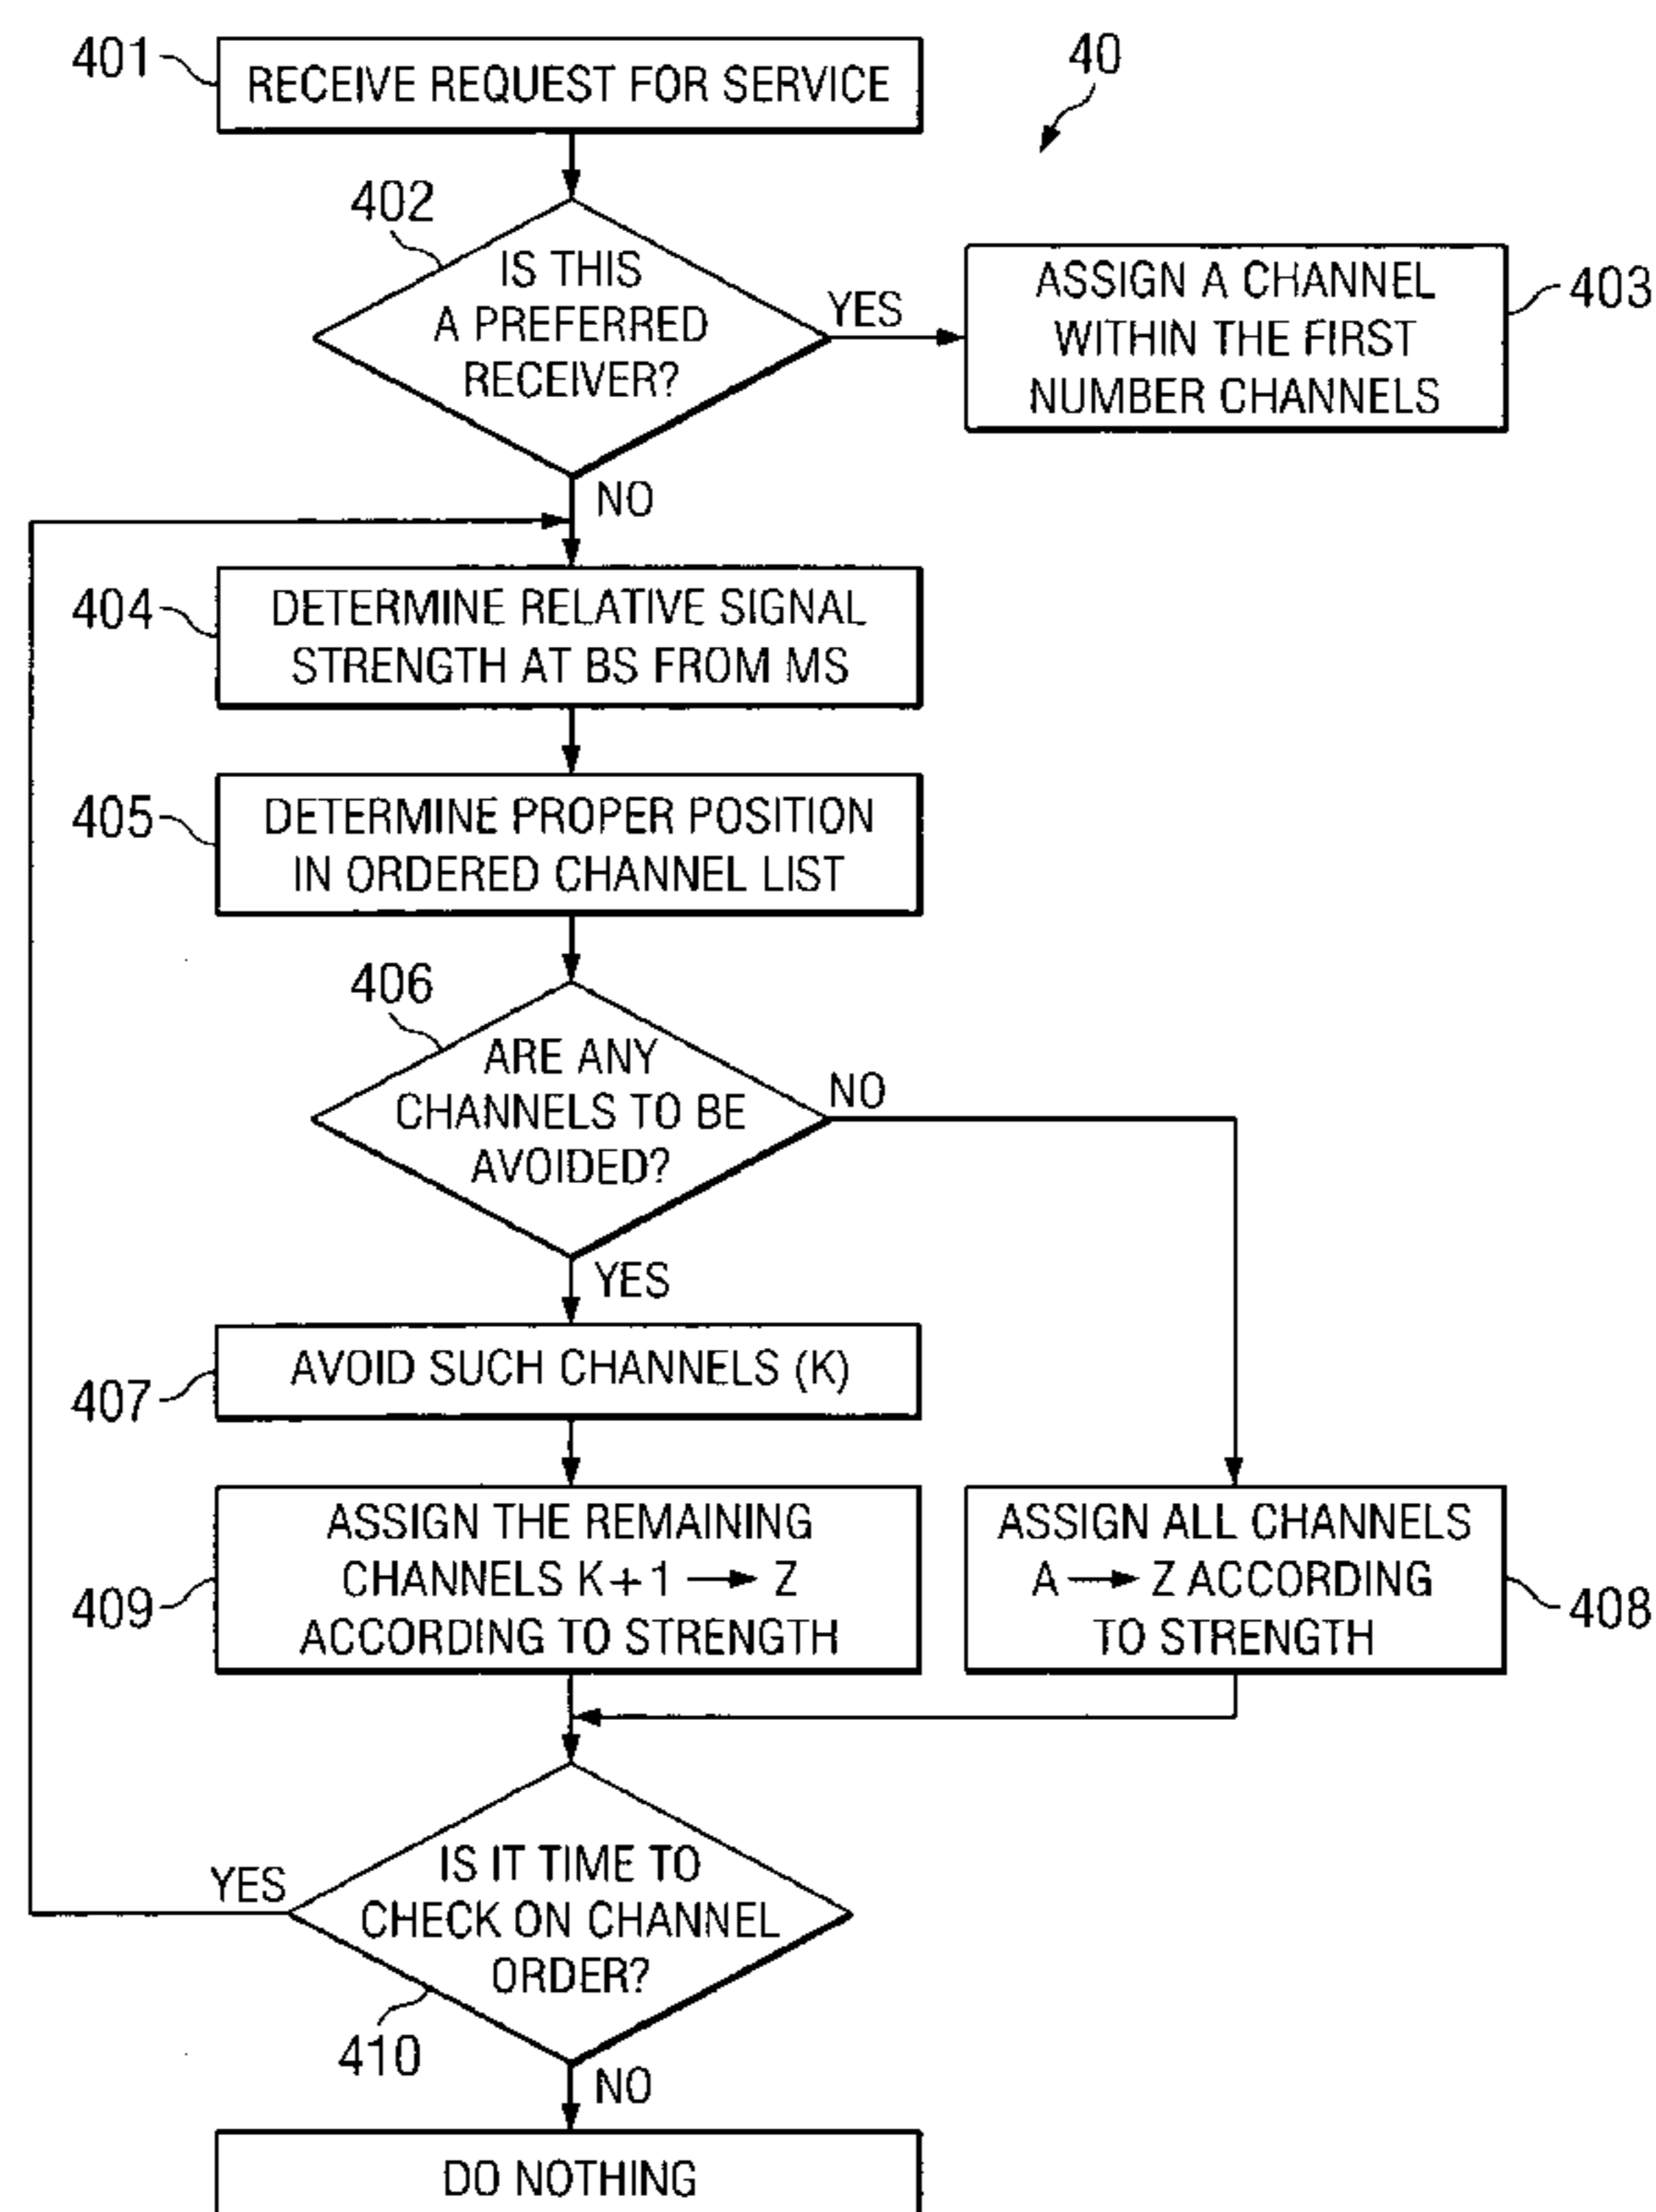 401
RECEIVE REQUEST FOR SERVICE
40
402
IS THIS
A PREFERRED
RECEIVER?
YES
ASSIGN A CHANNEL
WITHIN THE FIRST
NUMBER CHANNELS
403
NO
404
DETERMINE RELATIVE SIGNAL
STRENGTH AT BS FROM MS
405
DETERMINE PROPER POSITION
IN ORDERED CHANNEL LIST
406
ARE ANY
CHANNELS TO BE
AVOIDED?
NO
YES
407
AVOID SUCH CHANNELS (K)
409
ASSIGN THE REMAINING
CHANNELS K+1 → Z
ACCORDING TO STRENGTH
ASSIGN ALL CHANNELS
A → Z ACCORDING
TO STRENGTH
408
YES
IS IT TIME TO
CHECK ON CHANNEL
ORDER?
410
NO
DO NOTHING